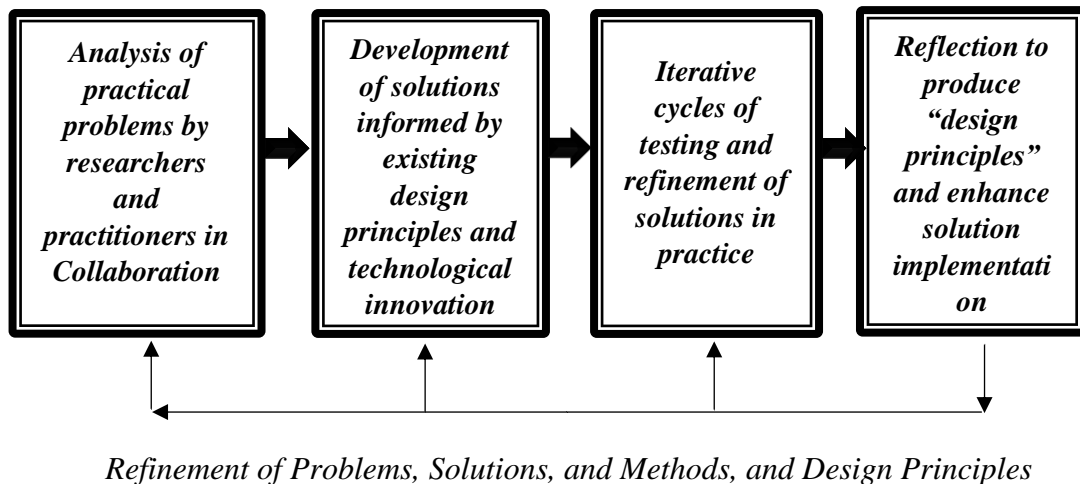 Analysis of
practical
problems by
researchers
and
practitioners in
Collaboration
Development
of solutions
informed by
existing
design
principles and
technological
innovation
Iterative
cycles of
testing and
refinement of
solutions in
practice
Reflection to
produce
“design
principles”
and enhance
solution
implementati
on
Refinement of Problems, Solutions, and Methods, and Design Principles